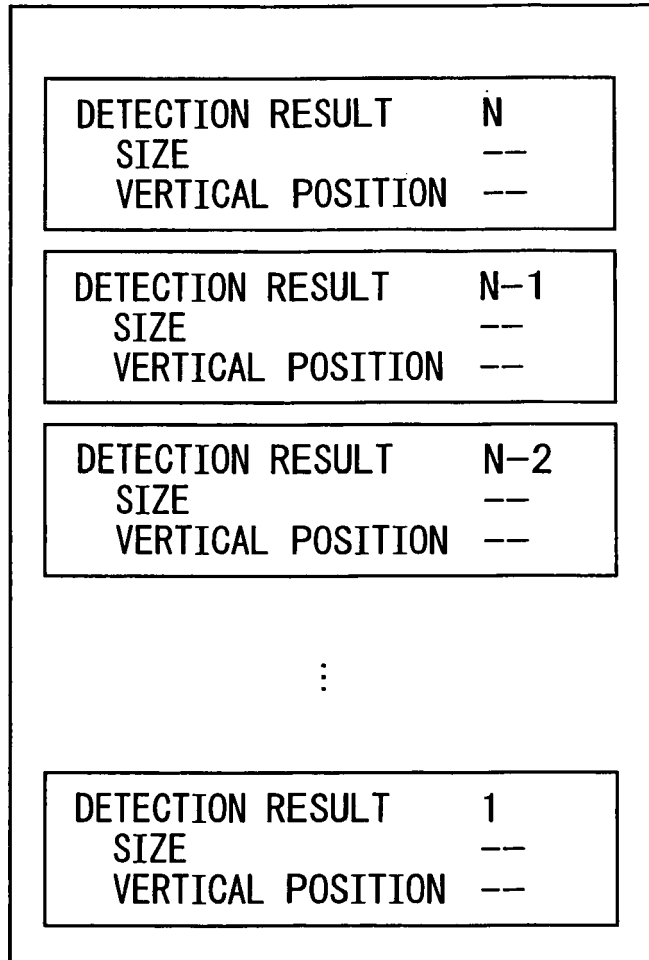 DETECTION RESULT N
SIZE --
VERTICAL POSITION --
DETECTION RESULT N-1
SIZE --
VERTICAL POSITION --
DETECTION RESULT N-2
SIZE --
VERTICAL POSITION --
⋮
DETECTION RESULT 1
SIZE --
VERTICAL POSITION --